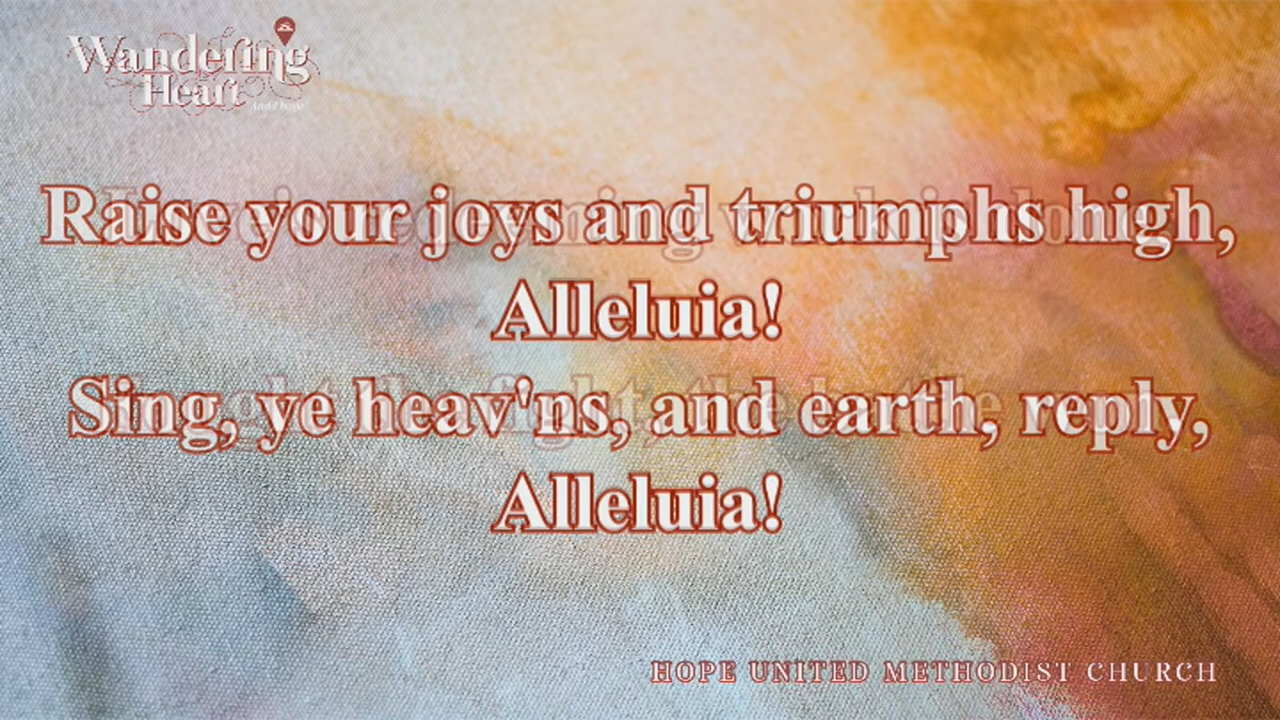 Wandering
Heart
Raise your joys and triumphs high,
Alleluia!
Sing, ye heav'ns, and earth, reply,
Alleluia!
HOPE UNITED METHODIST CHURCH